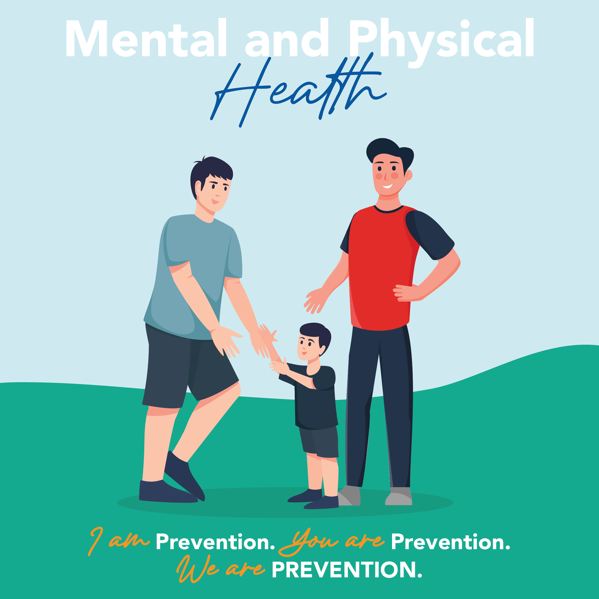 Mental and Physical
Health
I am Prevention. You are Prevention.
We are PREVENTION.